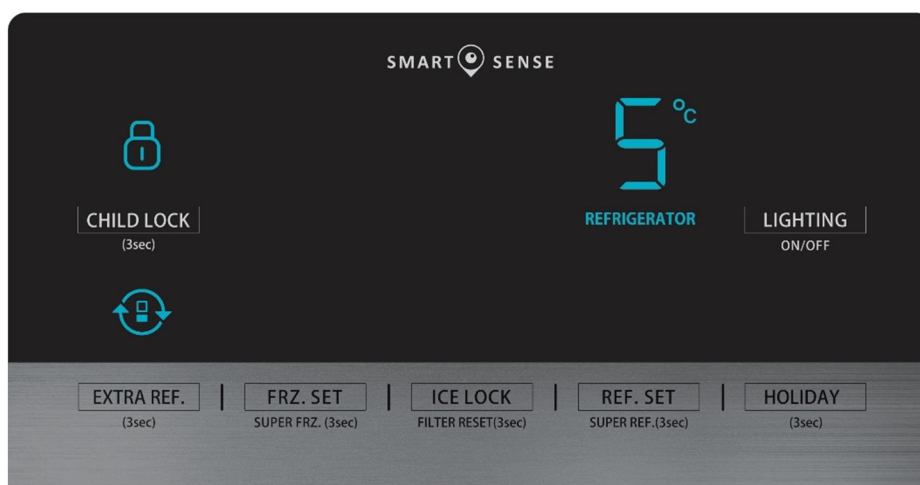 SMART SENSE
5°C
CHILD LOCK
(3sec)
REFRIGERATOR
LIGHTING
ON/OFF
EXTRA REF.
(3sec)
FRZ. SET
SUPER FRZ. (3sec)
ICE LOCK
FILTER RESET(3sec)
REF. SET
SUPER REF.(3sec)
HOLIDAY
(3sec)